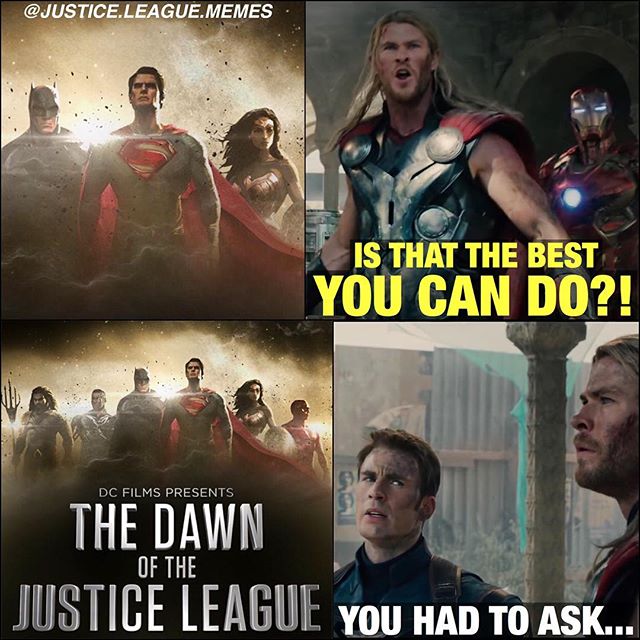 @JUSTICE.LEAGUE.MEMES
IS THAT THE BEST
YOU CAN DO?!
DC FILMS PRESENTS
THE DAWN
OF THE
JUSTICE LEAGUE
YOU HAD TO ASK...